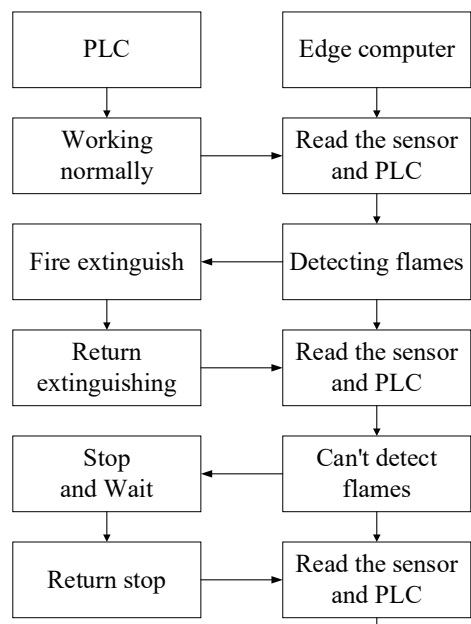 PLC
Edge computer
Working
normally
Read the sensor
and PLC
Fire extinguish
Detecting flames
Return
extinguishing
Read the sensor
and PLC
Stop
and Wait
Can't detect
flames
Return stop
Read the sensor
and PLC